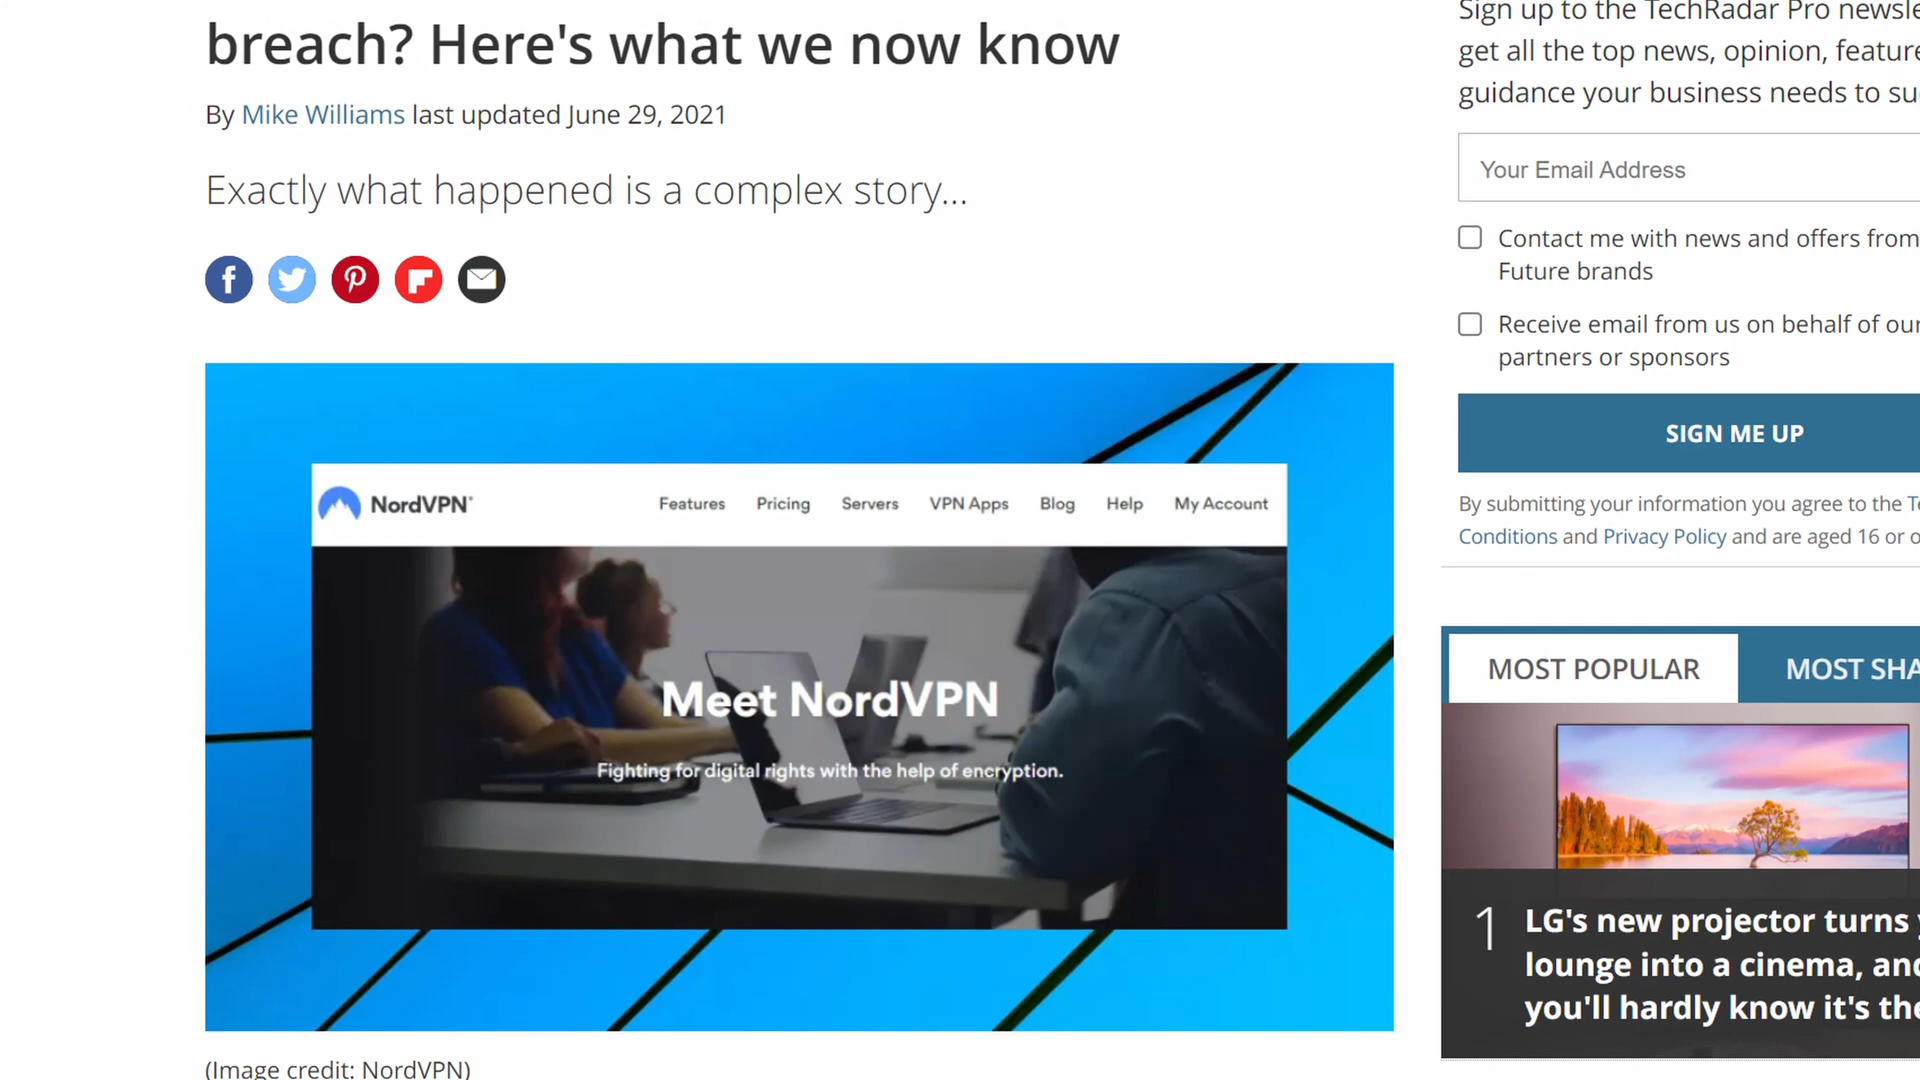 breach? Here's what we now know
By Mike Williams last updated June 29, 2021
Exactly what happened is a complex story...
NordVPN®
Features Pricing Servers VPN Apps Blog Help My Account
Meet NordVPN
Fighting for digital rights with the help of encryption.
(Image credit: NordVPN)
Sign up to the TechRadar Pro newsle
get all the top news, opinion, feature
guidance your business needs to su
Your Email Address
Contact me with news and offers from
Future brands
Receive email from us on behalf of our
partners or sponsors
SIGN ME UP
By submitting your information you agree to the Te
Conditions and Privacy Policy and are aged 16 or o
MOST POPULAR
MOST SHA
1
LG's new projector turns y
lounge into a cinema, and
you'll hardly know it's the